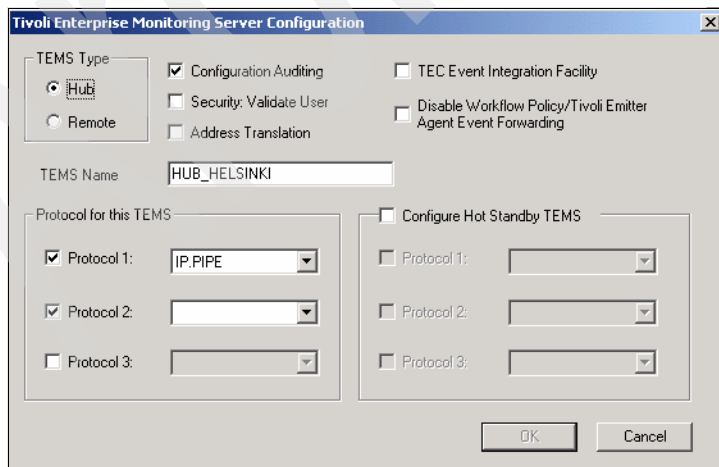 Tivoli Enterprise Monitoring Server Configuration
TEMS Type
Hub
Remote
Configuration Auditing
Security: Validate User
Address Translation
TEC Event Integration Facility
Disable Workflow Policy/Tivoli Emitter
Agent Event Forwarding
TEMS Name
HUB_HELSINKI
Protocol for this TEMS
Protocol 1:
IP.PIPE
Protocol 2:
Protocol 3:
Configure Hot Standby TEMS
Protocol 1:
Protocol 2:
Protocol 3:
OK
Cancel